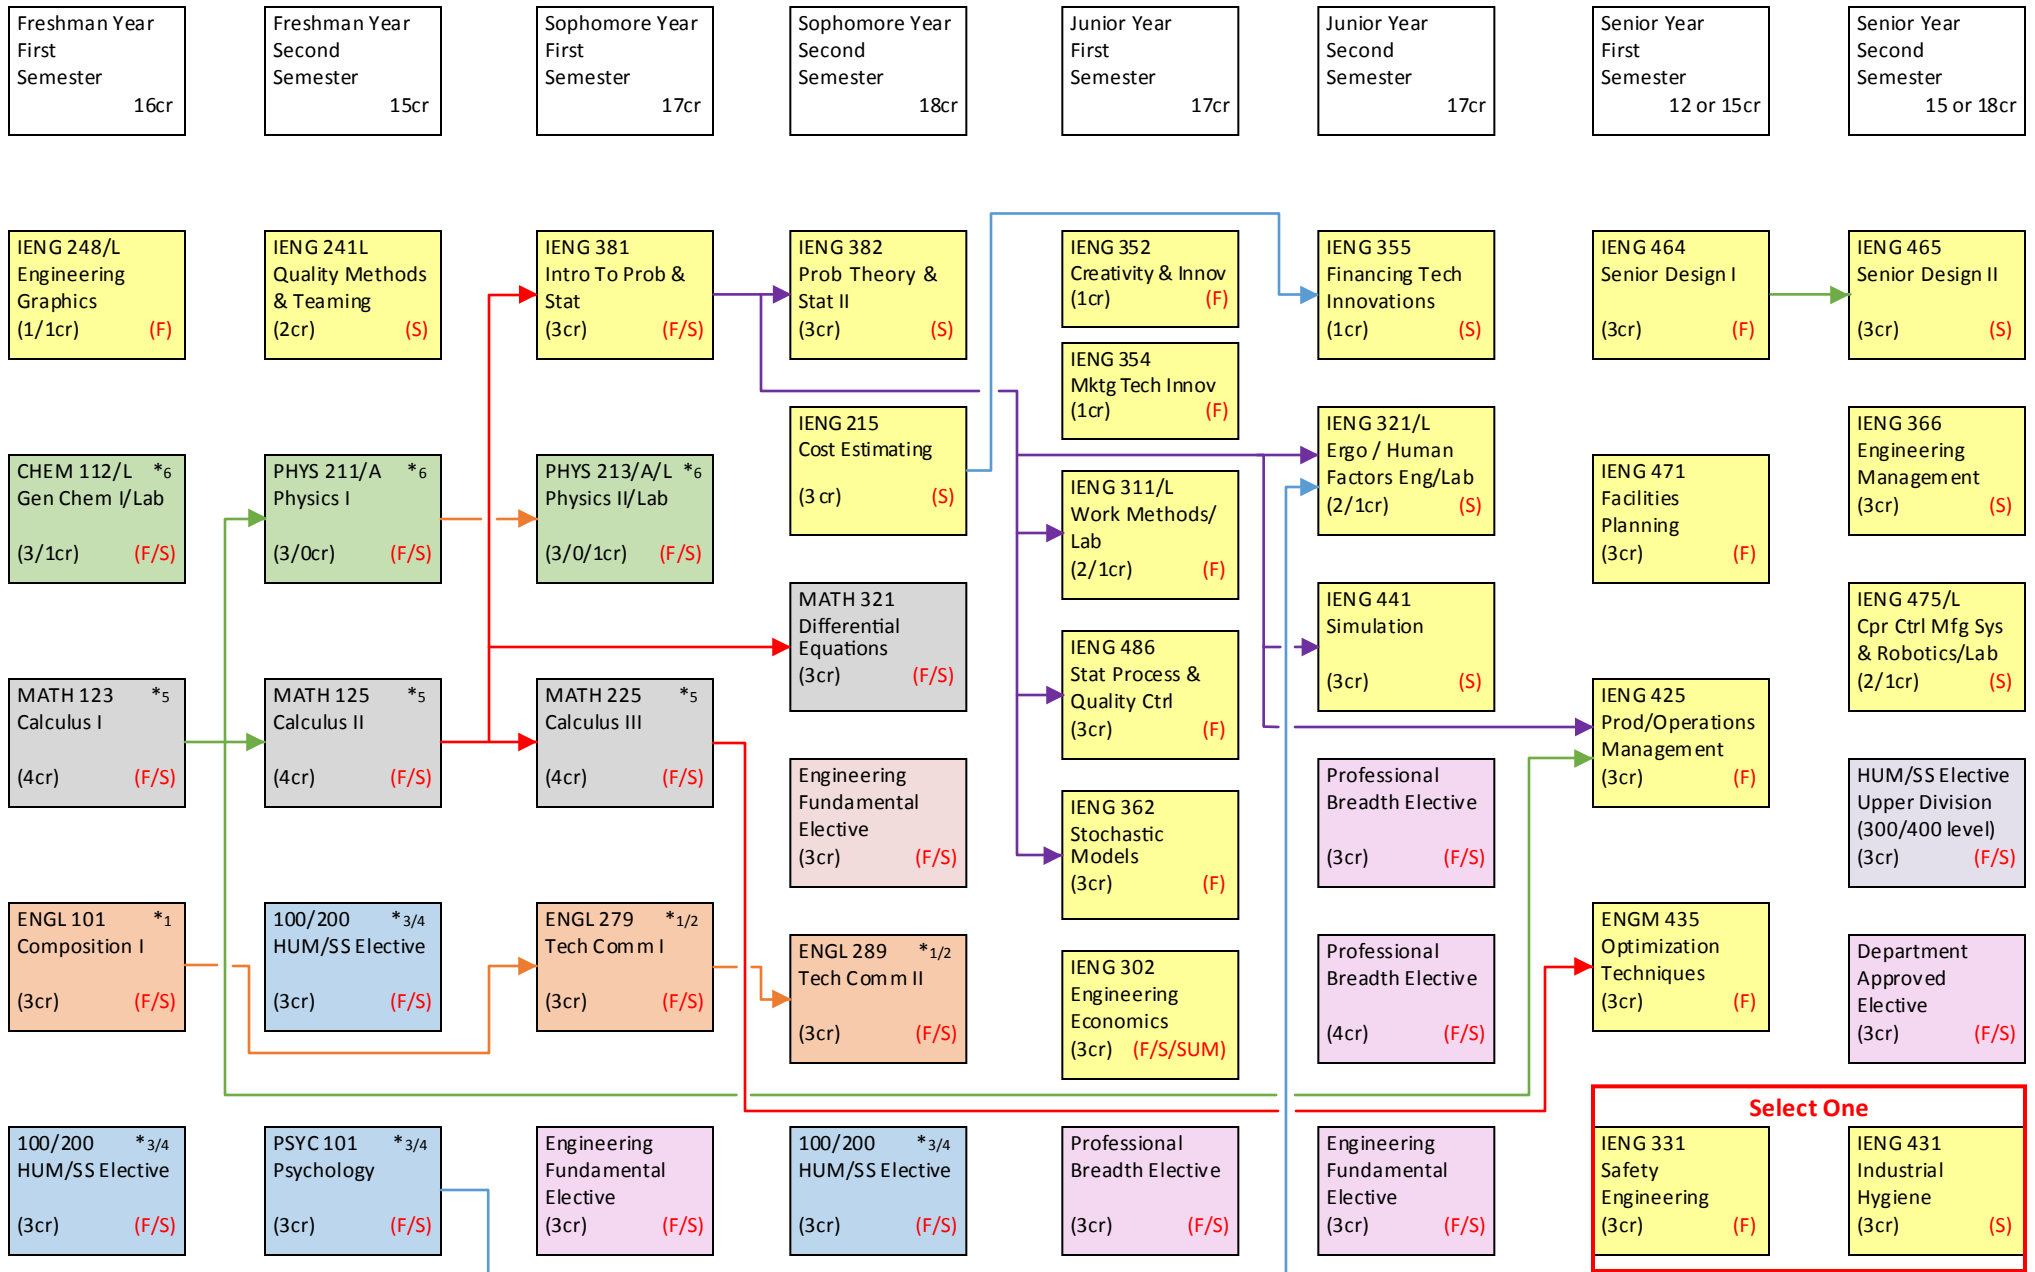 Freshman Year
First
Semester
16cr
Freshman Year
Second
Semester
15cr
Sophomore Year
First
Semester
17cr
Sophomore Year
Second
Semester
18cr
Junior Year
First
Semester
17cr
Junior Year
Second
Semester
17cr
Senior Year
First
Semester
12 or 15cr
Senior Year
Second
Semester
15 or 18cr
IENG 248/L
Engineering
Graphics
(1/1cr) (F)
CHEM 112/L *6
Gen Chem I/Lab
(3/1cr) (F/S)
MATH 123 *5
Calculus I
(4cr) (F/S)
ENGL 101 *1
Composition I
(3cr) (F/S)
100/200 *3/4
HUM/SS Elective
(3cr) (F/S)
IENG 241L
Quality Methods
& Teaming
(2cr) (S)
PHYS 211/A *6
Physics I
(3/0cr) (F/S)
MATH 125 *5
Calculus II
(4cr) (F/S)
100/200 *3/4
HUM/SS Elective
(3cr) (F/S)
PSYC 101 *3/4
Psychology
(3cr) (F/S)
IENG 381
Intro To Prob &
Stat
(3cr) (F/S)
PHYS 213/A/L *6
Physics II/Lab
(3/0/1cr) (F/S)
MATH 225 *5
Calculus III
(4cr) (F/S)
ENGL 279 *1/2
Tech Comm I
(3cr) (F/S)
Engineering
Fundamental
Elective
(3cr) (F/S)
IENG 382
Prob Theory &
Stat II
(3cr) (S)
IENG 215
Cost Estimating
(3 cr) (S)
MATH 321
Differential
Equations
(3cr) (F/S)
Engineering
Fundamental
Elective
(3cr) (F/S)
ENGL 289 *1/2
Tech Comm II
(3cr) (F/S)
100/200 *3/4
HUM/SS Elective
(3cr) (F/S)
IENG 352
Creativity & Innov
(1cr) (F)
IENG 354
Mktg Tech Innov
(1cr) (F)
IENG 311/L
Work Methods/
Lab
(2/1cr) (F)
IENG 486
Stat Process &
Quality Ctrl
(3cr) (F)
IENG 362
Stochastic
Models
(3cr) (F)
IENG 302
Engineering
Economics
(3cr) (F/S/SUM)
Professional
Breadth Elective
(3cr) (F/S)
IENG 355
Financing Tech
Innovations
(1cr) (S)
IENG 321/L
Ergo / Human
Factors Eng/Lab
(2/1cr) (S)
IENG 441
Simulation
(3cr) (S)
Professional
Breadth Elective
(3cr) (F/S)
Professional
Breadth Elective
(4cr) (F/S)
Engineering
Fundamental
Elective
(3cr) (F/S)
IENG 464
Senior Design I
(3cr) (F)
IENG 471
Facilities
Planning
(3cr) (F)
IENG 425
Prod/Operations
Management
(3cr) (F)
ENGM 435
Optimization
Techniques
(3cr) (F)
IENG 465
Senior Design II
(3cr) (S)
IENG 366
Engineering
Management
(3cr) (S)
IENG 475/L
Cpr Ctrl Mfg Sys
& Robotics/Lab
(2/1cr) (S)
HUM/SS Elective
Upper Division
(300/400 level)
(3cr) (F/S)
Department
Approved
Elective
(3cr) (F/S)
Select One
IENG 331
Safety
Engineering
(3cr) (F)
IENG 431
Industrial
Hygiene
(3cr) (S)